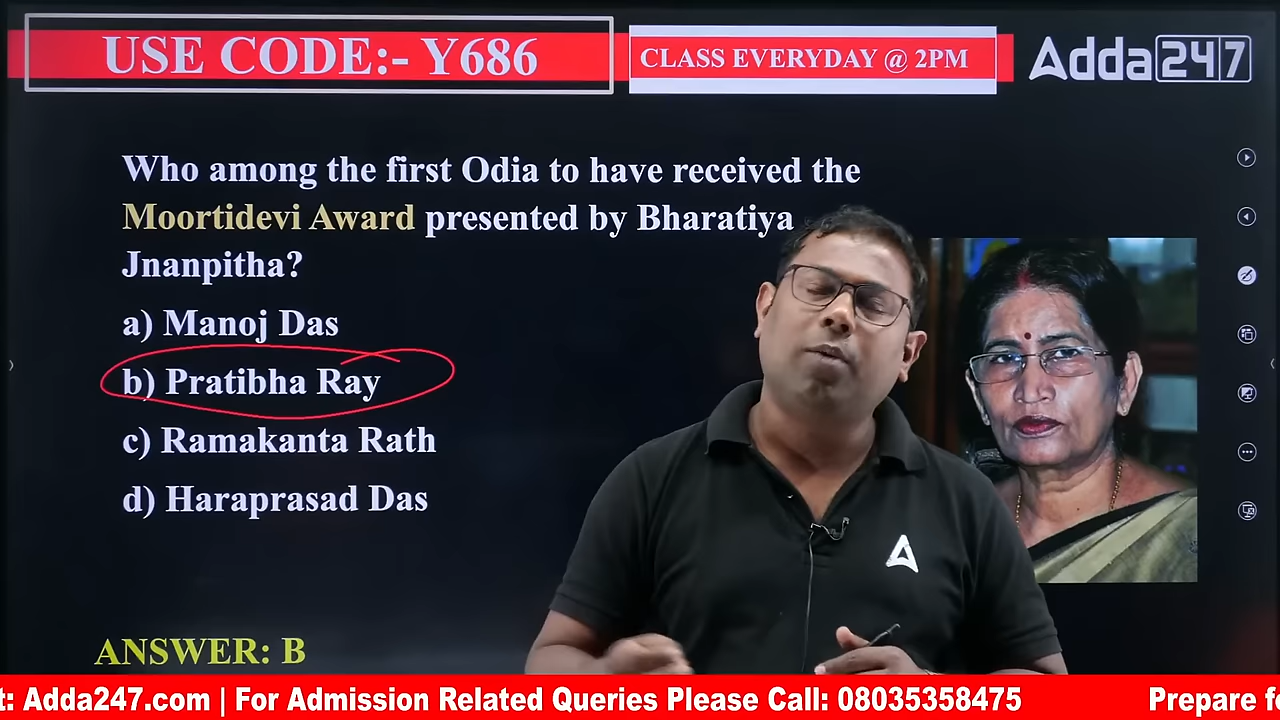 USE CODE:- Y686
CLASS EVERYDAY @ 2PM
Adda247
Who among the first Odia to have received the
Moortidevi Award presented by Bharatiya
Jnanpitha?
a) Manoj Das
b) Pratibha Ray
c) Ramakanta Rath
d) Haraprasad Das
ANSWER: B
t: Adda247.com | For Admission Related Queries Please Call: 08035358475 Prepare fo